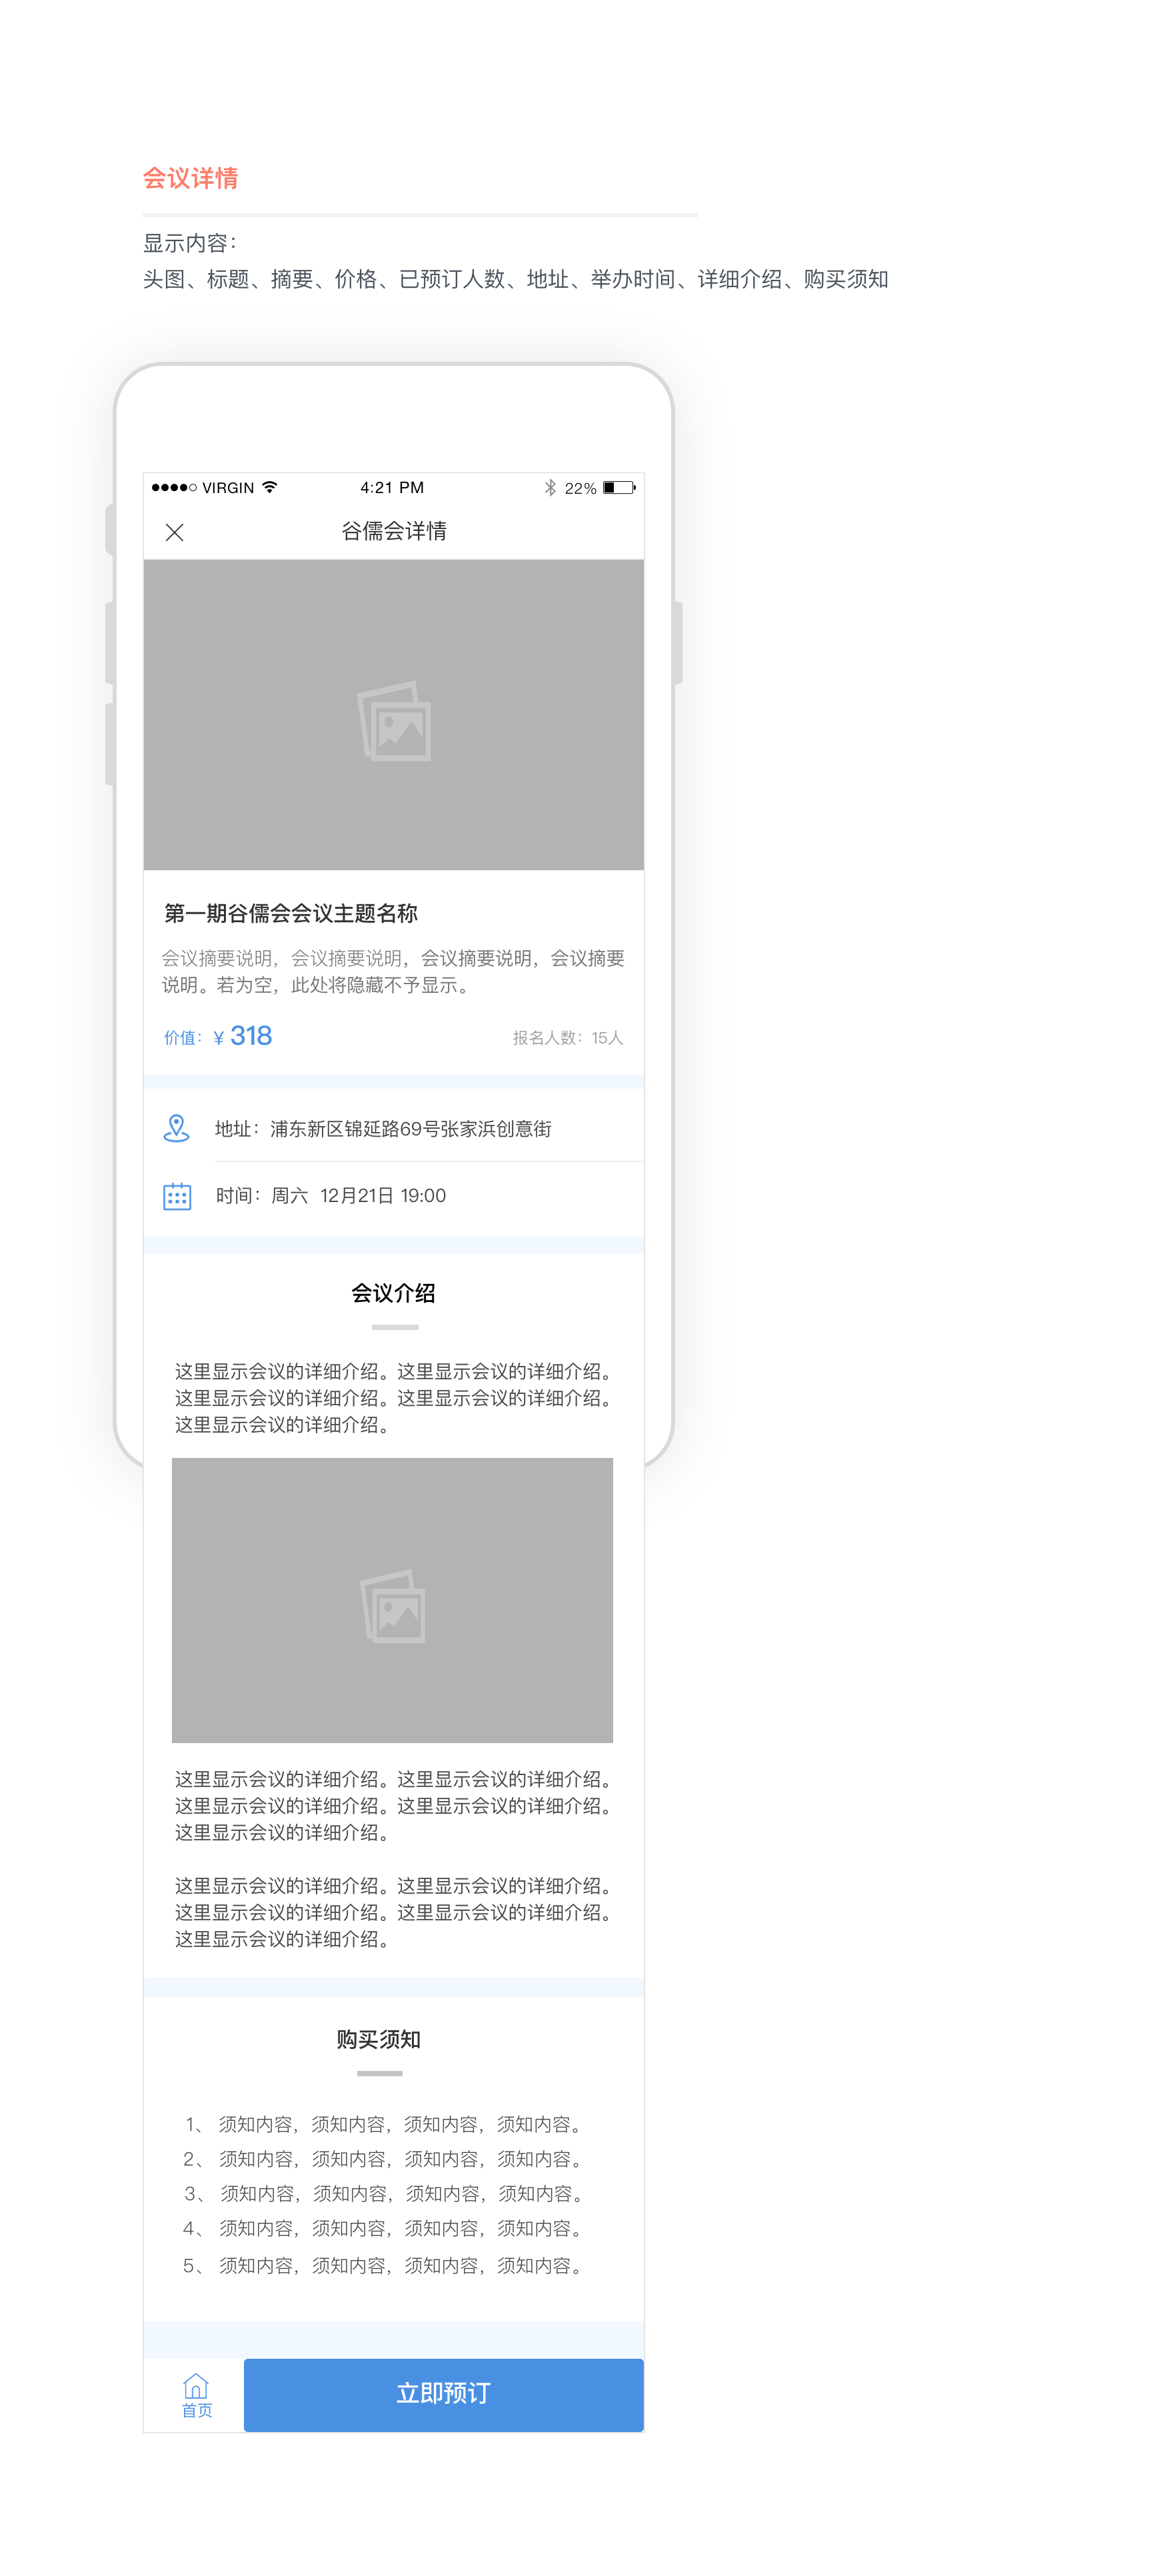 会议详情
显示内容：
头图、标题、摘要、价格、已预订人数、地址、举办时间、详细介绍、购买须知
VIRGIN 4:21 PM 22%
谷儒会详情
第一期谷儒会会议主题名称
会议摘要说明，会议摘要说明，会议摘要说明，会议摘要
说明。若为空，此处将隐藏不予显示。
价值：¥ 318 报名人数：15人
地址：浦东新区锦延路69号张家浜创意街
时间：周六 12月21日 19:00
会议介绍
这里显示会议的详细介绍。这里显示会议的详细介绍。
这里显示会议的详细介绍。这里显示会议的详细介绍。
这里显示会议的详细介绍。
这里显示会议的详细介绍。这里显示会议的详细介绍。
这里显示会议的详细介绍。这里显示会议的详细介绍。
这里显示会议的详细介绍。
这里显示会议的详细介绍。这里显示会议的详细介绍。
这里显示会议的详细介绍。这里显示会议的详细介绍。
这里显示会议的详细介绍。
购买须知
1、 须知内容，须知内容，须知内容，须知内容。
2、 须知内容，须知内容，须知内容，须知内容。
3、 须知内容，须知内容，须知内容，须知内容。
4、 须知内容，须知内容，须知内容，须知内容。
5、 须知内容，须知内容，须知内容，须知内容。
首页
立即预订